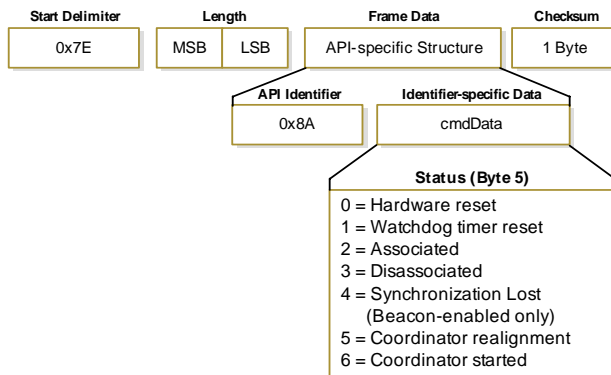 Start Delimiter Length Frame Data Checksum
0x7E MSB LSB API-specific Structure 1 Byte
API Identifier Identifier-specific Data
0x8A cmdData
Status (Byte 5)
0 = Hardware reset
1 = Watchdog timer reset
2 = Associated
3 = Disassociated
4 = Synchronization Lost
(Beacon-enabled only)
5 = Coordinator realignment
6 = Coordinator started